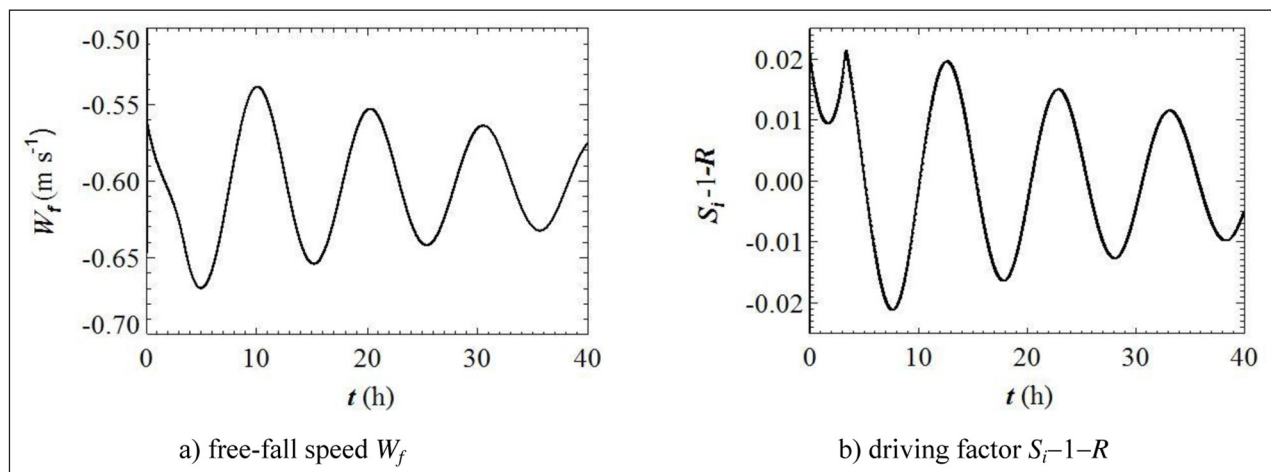 -0.50
-0.55
-0.60
-0.65
-0.70
W_f (m s^-1)
0 10 20 30 40
t (h)
a) free-fall speed W_f
0.02
0.01
0.00
-0.01
-0.02
S_i-1-R
0 10 20 30 40
t (h)
b) driving factor S_i–1–R